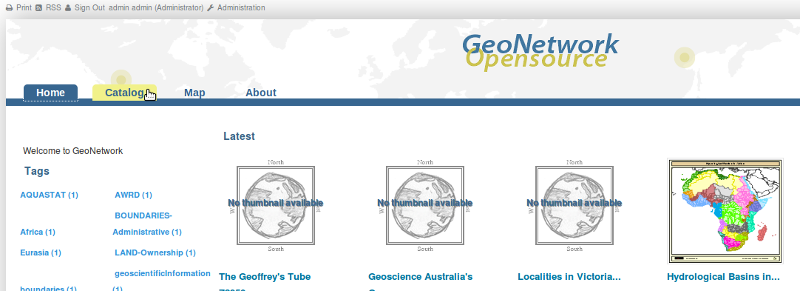 Print RSS Sign Out admin admin (Administrator) Administration
GeoNetwork
Opensource
Home Catalog Map About
Latest
Welcome to GeoNetwork
Tags
AQUASTAT (1) AWRD (1)
BOUNDARIES-
Africa (1) Administrative (1)
Eurasia (1) LAND-Ownership (1)
geoscientificInformation
boundaries (1) (1)
North North North
No thumbnail available No thumbnail available No thumbnail available
South South South
The Geoffrey's Tube Geoscience Australia's Localities in Victoria... Hydrological Basins in...